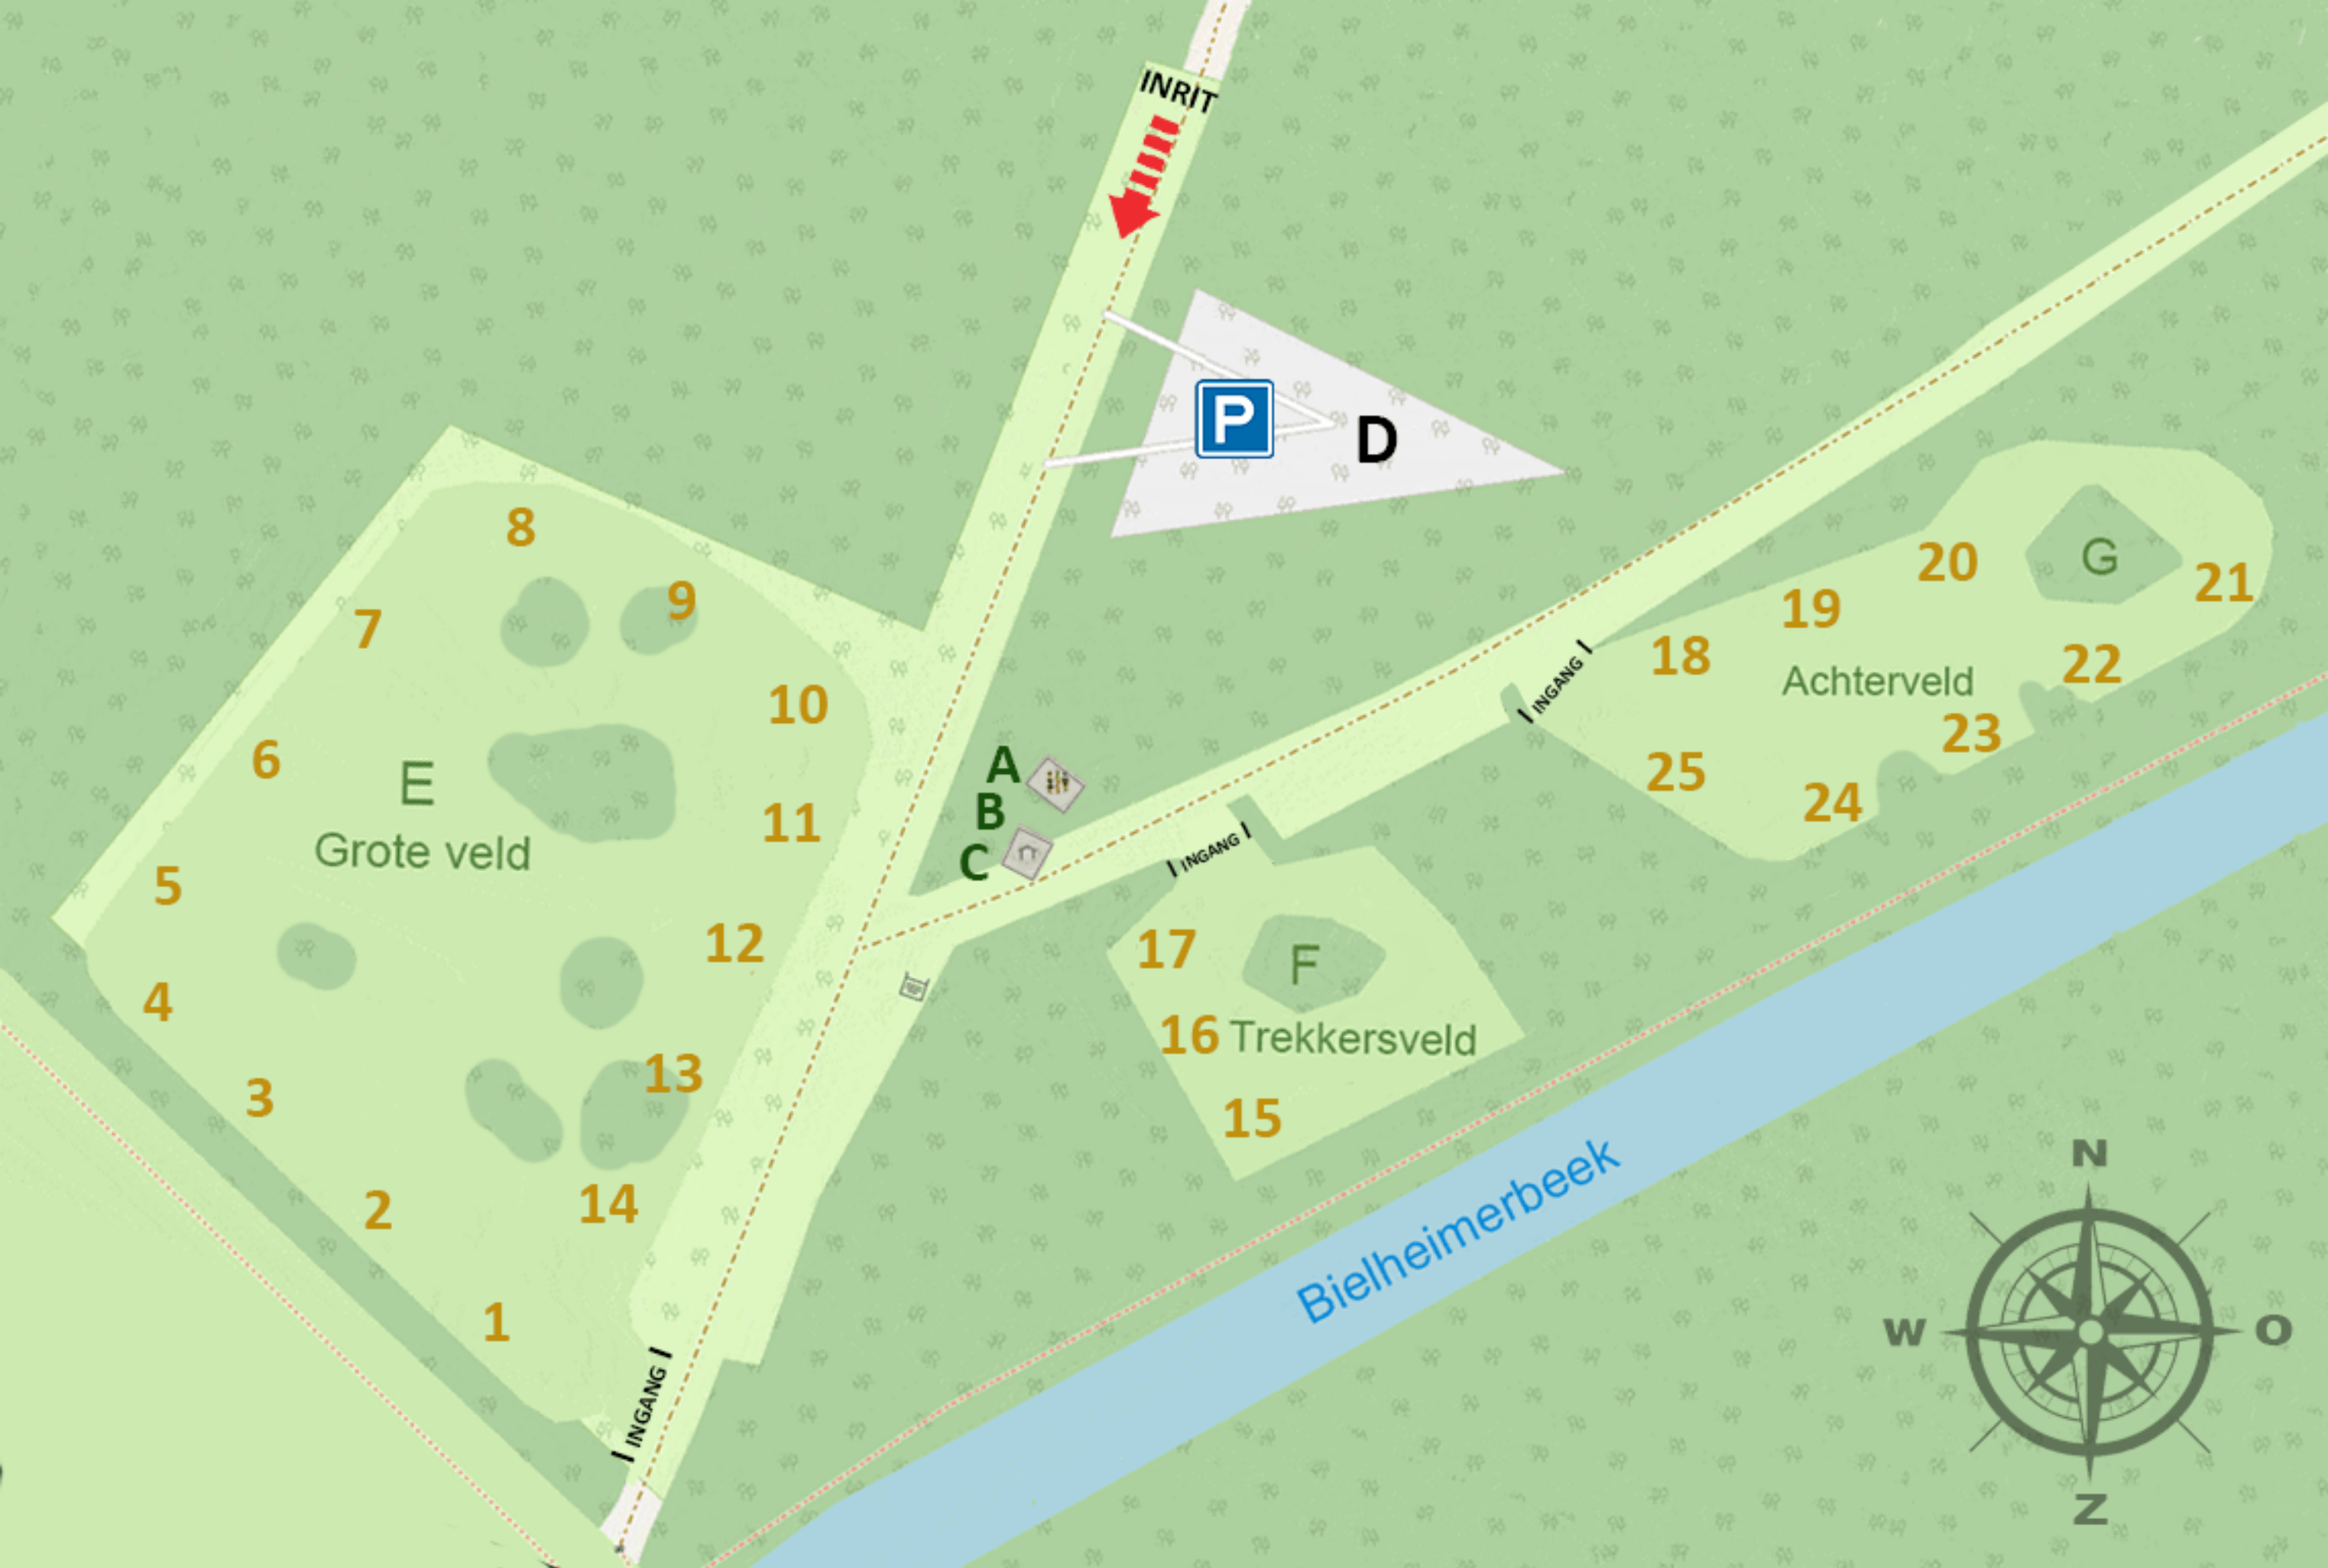 INRIT
P
D
8
9
7
10
6
E
Grote veld
11
5
12
4
13
3
2
14
1
INGANG
A
B
C
INGANG
INGANG
17
F
16
Trekkersveld
15
18
19
20
G
21
Achterveld
22
23
25
24
Bielheimerbeek
N
W
O
Z